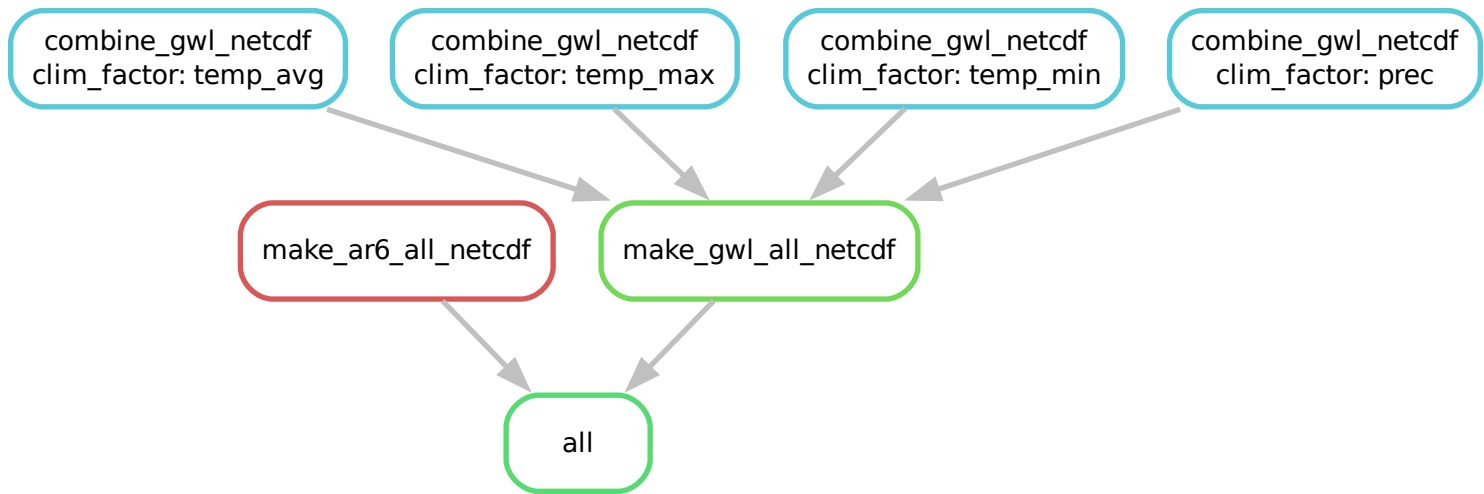 combine_gwl_netcdf
clim_factor: temp_avg
combine_gwl_netcdf
clim_factor: temp_max
combine_gwl_netcdf
clim_factor: temp_min
combine_gwl_netcdf
clim_factor: prec
make_ar6_all_netcdf
make_gwl_all_netcdf
all